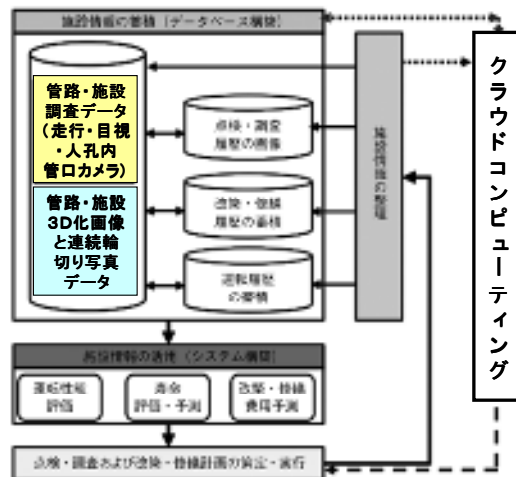 施設情報の蓄積（データベース構築）
管路・施設
調査データ
（走行・目視
・人孔内
管口カメラ）
管路・施設
3D化画像
と連続輪
切り写真
データ
点検・調査
履歴の蓄積
改築・修繕
履歴の蓄積
運転履歴
の蓄積
施設情報の整理
クラウドコンピューティング
施設情報の活用（システム構築）
運転性能
評価
寿命
評価・予測
改築・修繕
費用予測
点検・調査および改築・修繕計画の策定・実行